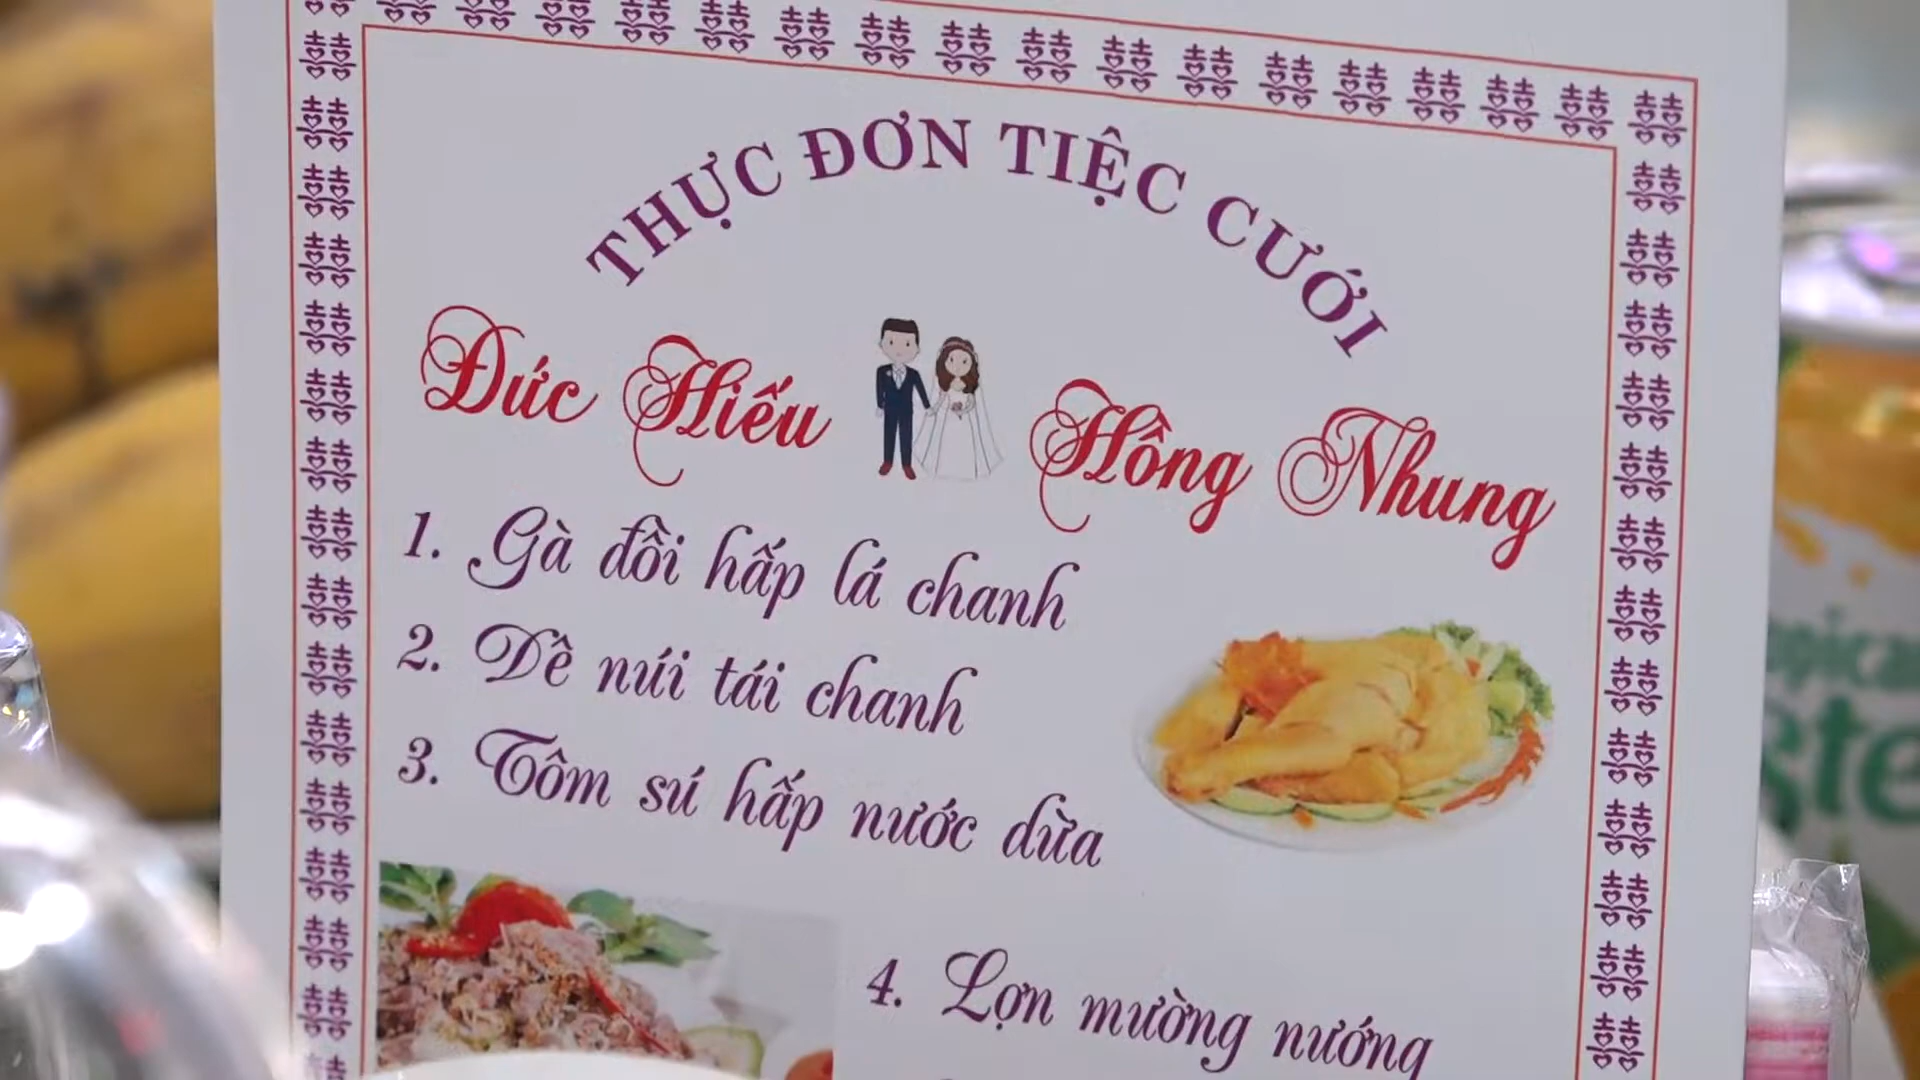 THỰC ĐƠN TIỆC CƯỚI
Đức Hiếu Hồng Nhung
1. Gà đồi hấp lá chanh
2. Dê núi tái chanh
3. Tôm sú hấp nước dừa
4. Lợn mường nướng